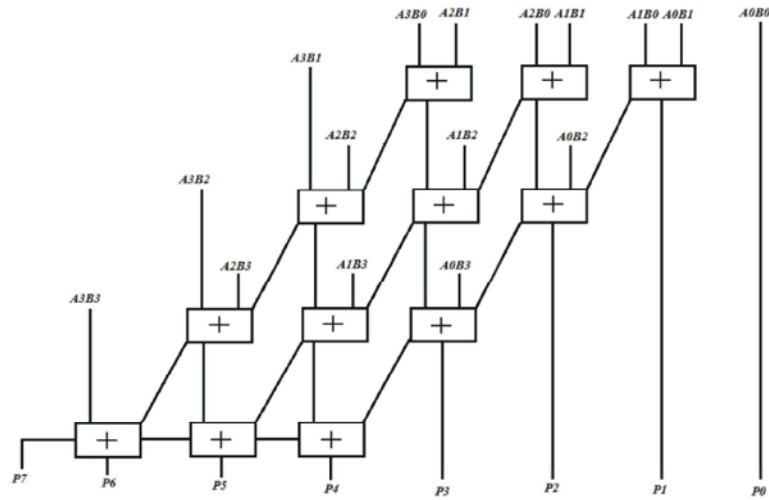 A3B0 A2B1 A2B0 A1B1 A1B0 A0B1 A0B0
A3B1
A2B2 A1B2 A0B2
A3B2
A2B3 A1B3 A0B3
A3B3
+ + +
+ + +
+ + +
+ + +
P7 P6 P5 P4 P3 P2 P1 P0